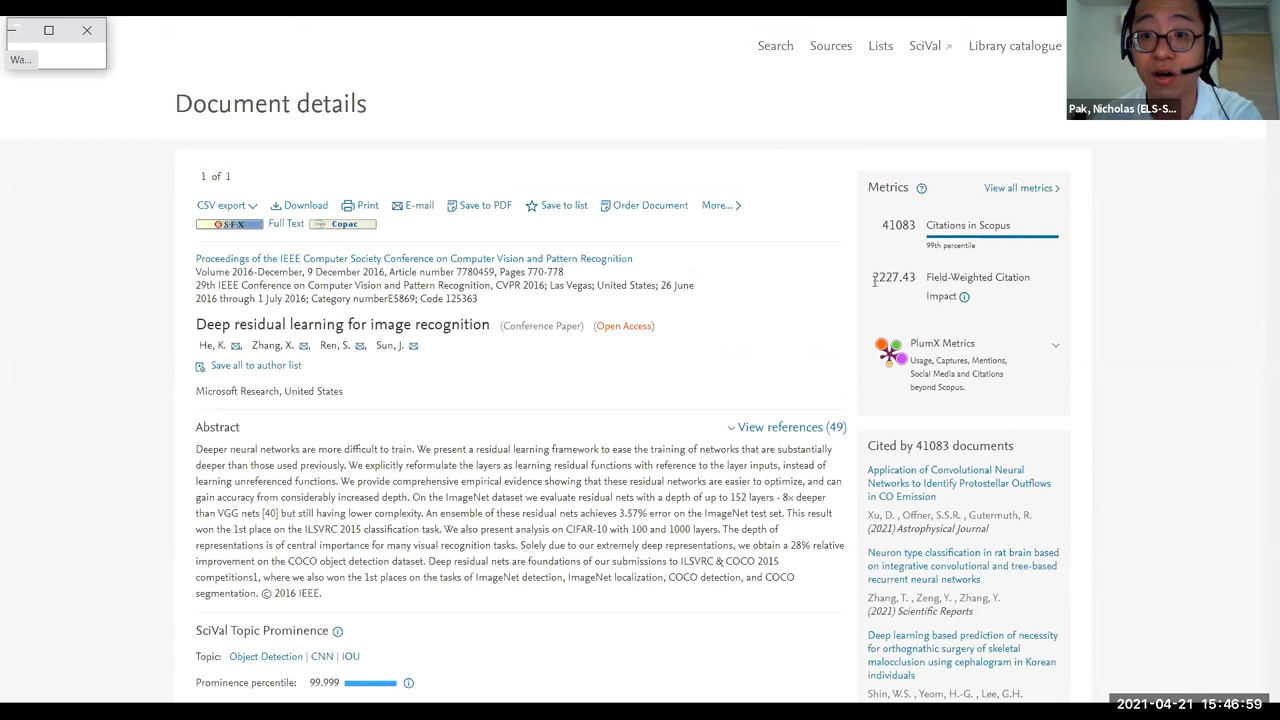 Wa...
Search Sources Lists SciVal Library catalogue
Pak, Nicholas (ELS-S...
Document details
1 of 1
CSV export Download Print E-mail Save to PDF Save to list Order Document More...
S·F·X Full Text Copac
Proceedings of the IEEE Computer Society Conference on Computer Vision and Pattern Recognition
Volume 2016-December, 9 December 2016, Article number 7780459, Pages 770-778
29th IEEE Conference on Computer Vision and Pattern Recognition, CVPR 2016; Las Vegas; United States; 26 June
2016 through 1 July 2016; Category numberE5869; Code 125363
Deep residual learning for image recognition (Conference Paper) (Open Access)
He, K. Zhang, X. Ren, S. Sun, J.
Save all to author list
Microsoft Research, United States
Abstract
View references (49)
Deeper neural networks are more difficult to train. We present a residual learning framework to ease the training of networks that are substantially
deeper than those used previously. We explicitly reformulate the layers as learning residual functions with reference to the layer inputs, instead of
learning unreferenced functions. We provide comprehensive empirical evidence showing that these residual networks are easier to optimize, and can
gain accuracy from considerably increased depth. On the ImageNet dataset we evaluate residual nets with a depth of up to 152 layers - 8× deeper
than VGG nets [40] but still having lower complexity. An ensemble of these residual nets achieves 3.57% error on the ImageNet test set. This result
won the 1st place on the ILSVRC 2015 classification task. We also present analysis on CIFAR-10 with 100 and 1000 layers. The depth of
representations is of central importance for many visual recognition tasks. Solely due to our extremely deep representations, we obtain a 28% relative
improvement on the COCO object detection dataset. Deep residual nets are foundations of our submissions to ILSVRC & COCO 2015
competitions1, where we also won the 1st places on the tasks of ImageNet detection, ImageNet localization, COCO detection, and COCO
segmentation. © 2016 IEEE.
SciVal Topic Prominence
Topic: Object Detection | CNN | IOU
Prominence percentile: 99.999
Metrics View all metrics
41083 Citations in Scopus
99th percentile
2227.43 Field-Weighted Citation
Impact
PlumX Metrics
Usage, Captures, Mentions,
Social Media and Citations
beyond Scopus.
Cited by 41083 documents
Application of Convolutional Neural
Networks to Identify Protostellar Outflows
in CO Emission
Xu, D. , Offner, S.S.R. , Gutermuth, R.
(2021) Astrophysical Journal
Neuron type classification in rat brain based
on integrative convolutional and tree-based
recurrent neural networks
Zhang, T. , Zeng, Y. , Zhang, Y.
(2021) Scientific Reports
Deep learning based prediction of necessity
for orthognathic surgery of skeletal
malocclusion using cephalogram in Korean
individuals
Shin, W.S. , Yeom, H.-G. , Lee, G.H.
2021-04-21 15:46:59